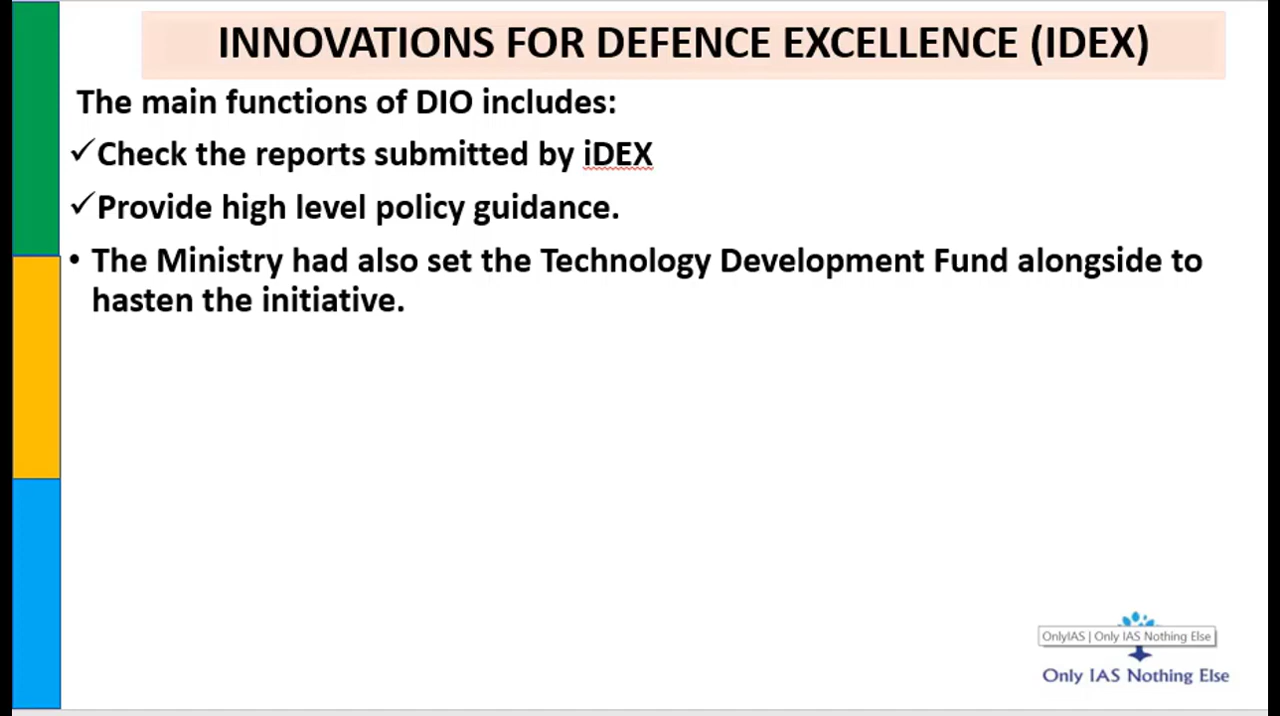 INNOVATIONS FOR DEFENCE EXCELLENCE (IDEX)
The main functions of DIO includes:
✓Check the reports submitted by iDEX
✓Provide high level policy guidance.
• The Ministry had also set the Technology Development Fund alongside to
hasten the initiative.
OnlyIAS | Only IAS Nothing Else
Only IAS Nothing Else